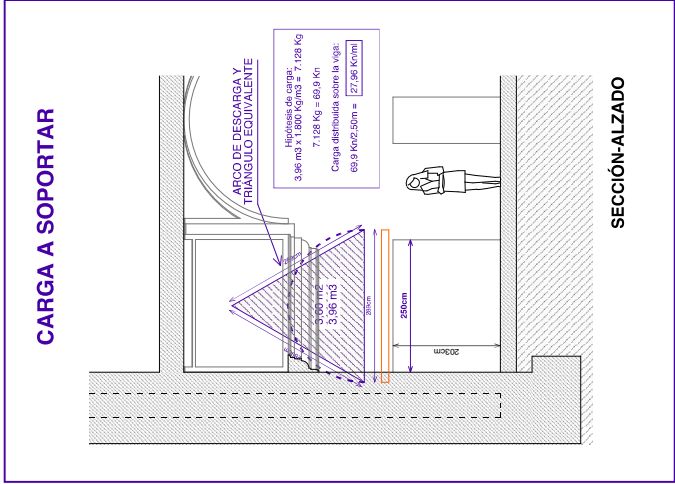 CARGA A SOPORTAR
ARCO DE DESCARGA Y
TRIÁNGULO EQUIVALENTE
Hipótesis de carga:
3,96 m3 x 1.800 Kg/m3 = 7.128 Kg
7.128 Kg = 69,9 Kn
Carga distribuida sobre la viga:
69,9 Kn/2,50m = 27,96 Kn/ml
3,60 m2
3,96 m3
289cm
250cm
203cm
SECCIÓN-ALZADO